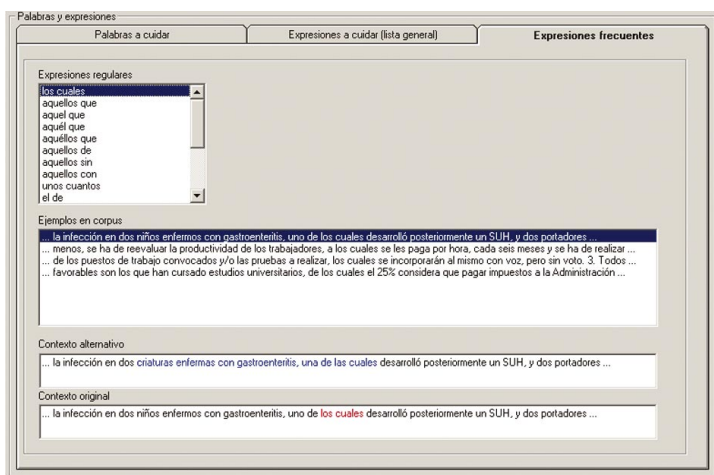 Palabras y expresiones
Palabras a cuidar
Expresiones a cuidar (lista general)
Expresiones frecuentes
Expresiones regulares
los cuales
aquellos que
aquel que
aquél que
aquéllos que
aquellos de
aquellos sin
aquellos con
unos cuantos
el de
Ejemplos en corpus
... la infección en dos niños enfermos con gastroenteritis, uno de los cuales desarrolló posteriormente un SUH, y dos portadores ...
... menos, se ha de reevaluar la productividad de los trabajadores, a los cuales se les paga por hora, cada seis meses y se ha de realizar ...
... de los puestos de trabajo convocados y/o las pruebas a realizar, los cuales se incorporarán al mismo con voz, pero sin voto. 3. Todos ...
... favorables son los que han cursado estudios universitarios, de los cuales el 25% considera que pagar impuestos a la Administración ...
Contexto alternativo
... la infección en dos criaturas enfermas con gastroenteritis, una de las cuales desarrolló posteriormente un SUH, y dos portadores ...
Contexto original
... la infección en dos niños enfermos con gastroenteritis, uno de los cuales desarrolló posteriormente un SUH, y dos portadores ...